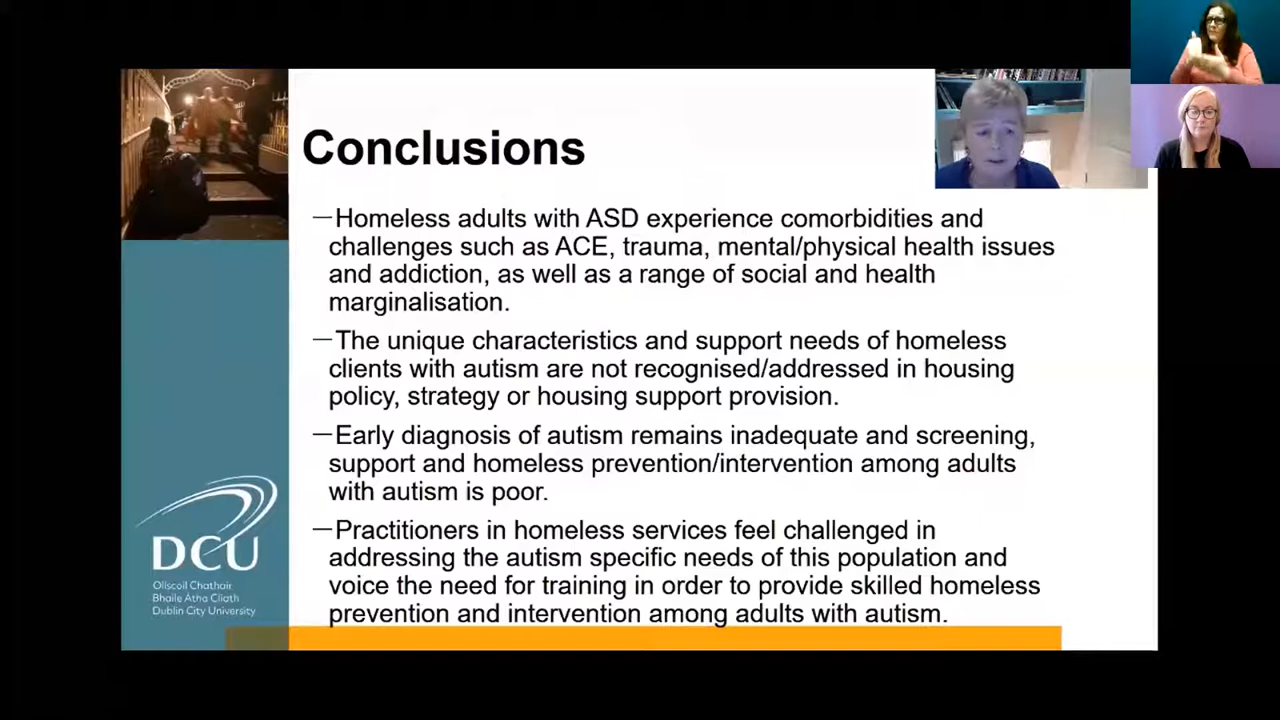 Conclusions
—Homeless adults with ASD experience comorbidities and
challenges such as ACE, trauma, mental/physical health issues
and addiction, as well as a range of social and health
marginalisation.
—The unique characteristics and support needs of homeless
clients with autism are not recognised/addressed in housing
policy, strategy or housing support provision.
—Early diagnosis of autism remains inadequate and screening,
support and homeless prevention/intervention among adults
with autism is poor.
—Practitioners in homeless services feel challenged in
addressing the autism specific needs of this population and
voice the need for training in order to provide skilled homeless
prevention and intervention among adults with autism.
DCU
Ollscoil Chathair
Bhaile Átha Cliath
Dublin City University